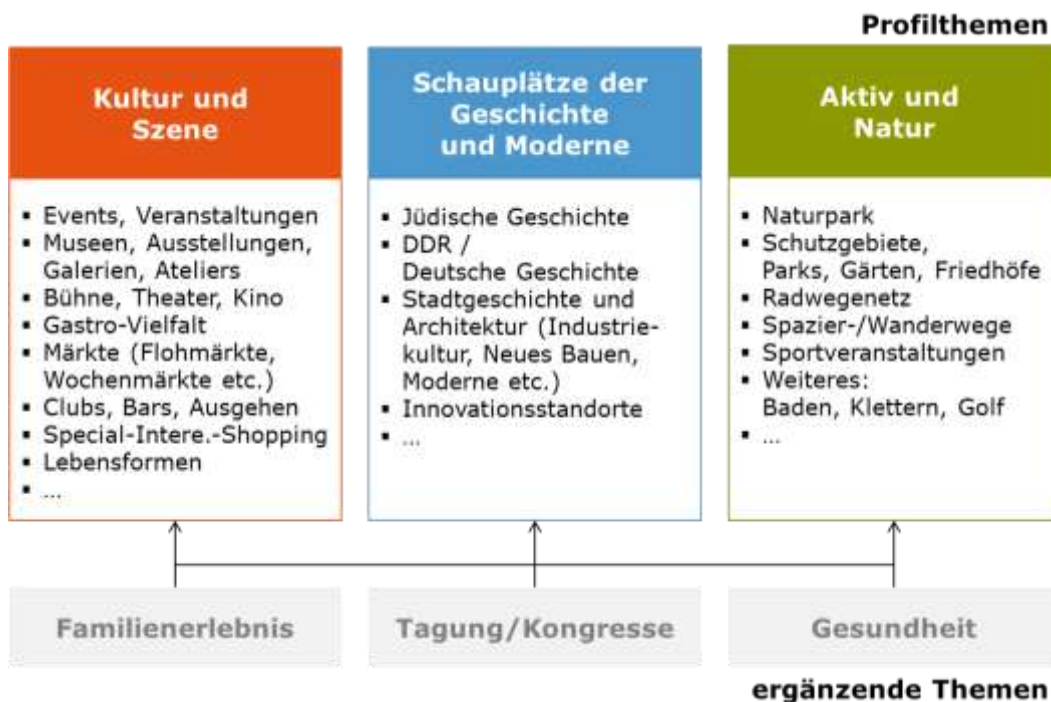 Profilthemen
Kultur und
Szene
▪ Events, Veranstaltungen
▪ Museen, Ausstellungen,
Galerien, Ateliers
▪ Bühne, Theater, Kino
▪ Gastro-Vielfalt
▪ Märkte (Flohmärkte,
Wochenmärkte etc.)
▪ Clubs, Bars, Ausgehen
▪ Special-Intere.-Shopping
▪ Lebensformen
▪ ...
Schauplätze der
Geschichte
und Moderne
▪ Jüdische Geschichte
▪ DDR /
Deutsche Geschichte
▪ Stadtgeschichte und
Architektur (Industrie-
kultur, Neues Bauen,
Moderne etc.)
▪ Innovationsstandorte
▪ ...
Aktiv und
Natur
▪ Naturpark
▪ Schutzgebiete,
Parks, Gärten, Friedhöfe
▪ Radwegenetz
▪ Spazier-/Wanderwege
▪ Sportveranstaltungen
▪ Weiteres:
Baden, Klettern, Golf
▪ ...
Familienerlebnis
Tagung/Kongresse
Gesundheit
ergänzende Themen